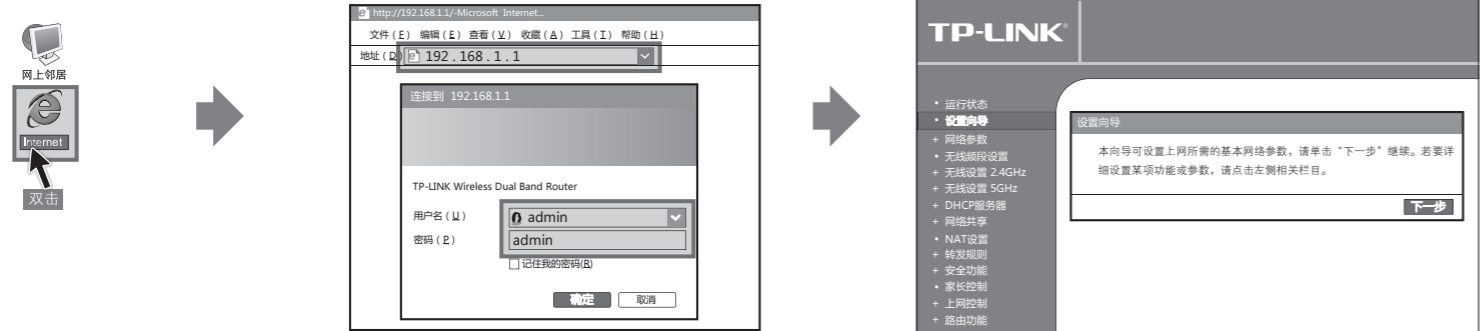 网上邻居
Internet
双击
http://192.168.1.1/-Microsoft Internet...
文件(F) 编辑(E) 查看(V) 收藏(A) 工具(I) 帮助(H)
地址(D) 192.168.1.1
连接到 192.168.1.1
TP-LINK Wireless Dual Band Router
用户名(U) admin
密码(P) admin
记住我的密码(R)
确定 取消
TP-LINK®
• 运行状态
• 设置向导
+ 网络参数
• 无线频段设置
+ 无线设置 2.4GHz
+ 无线设置 5GHz
+ DHCP服务器
+ 网络共享
• NAT设置
+ 转发规则
+ 安全功能
• 家长控制
+ 上网控制
+ 路由功能
设置向导
本向导可设置上网所需的基本网络参数，请单击“下一步”继续。若要详
细设置某项功能或参数，请点击左侧相关栏目。
下一步